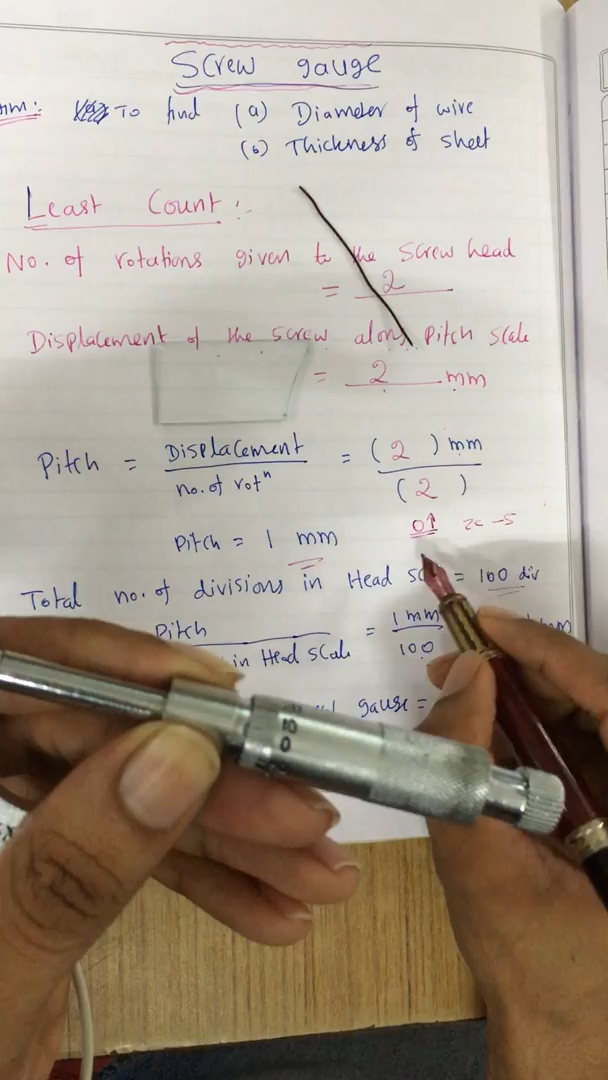 Screw gauge
To find (a) Diameter of wire
(b) Thickness of sheet
Least Count :-
No. of rotations given to the screw head
= 2
Displacement of the screw along Pitch scale
= 2 mm
Pitch = Displacement / no. of rotⁿ = (2) mm / (2)
Pitch = 1 mm
0↑ zc -5
Total no. of divisions in Head = 100 div
Pitch / in Head scale = 1 mm / 100
gauge =